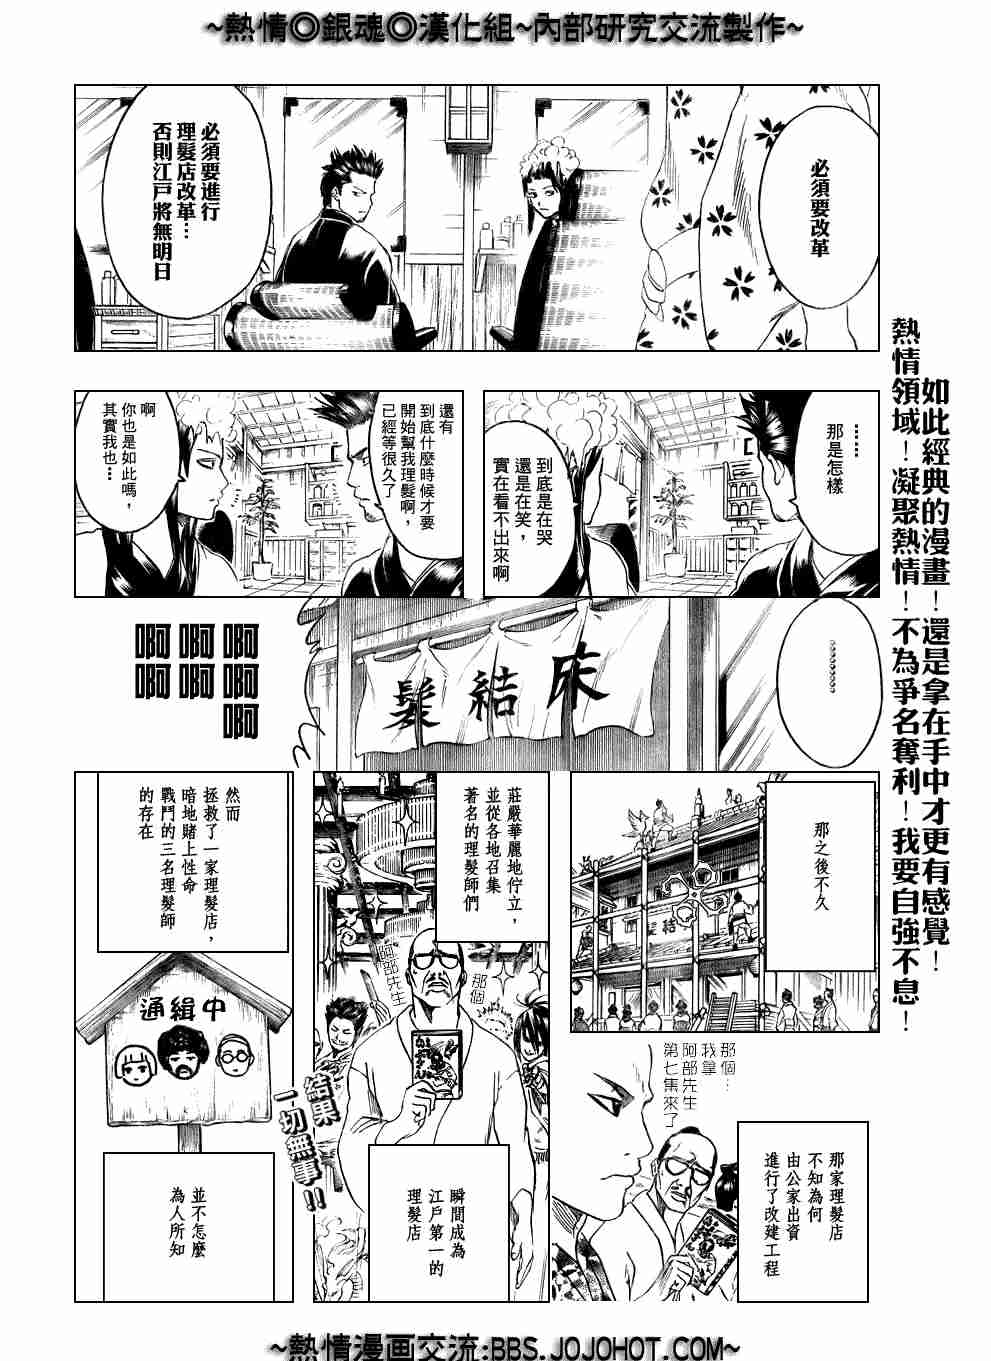 ~熱情◎銀魂◎漢化組~內部研究交流製作~
必須要改革
必須要進行
理髮店改革…
否則江戶將無明日
……
那是怎樣
到底是在哭
還是在笑，
實在看不出來啊
還有
到底什麼時候才要
開始幫我理髮啊，
已經等很久了
啊
你也是如此嗎，
其實我也…
………
床
結
髮
啊啊
啊啊
啊啊啊
那之後不久
結
髮
那家理髮店
不知為何
由公家出資
進行了改建工程
那個…
我拿
阿部先生
第七集來了
莊嚴華麗地佇立，
並從各地召集
著名的理髮師們
那個
阿部先生
瞬間成為
江戶第一的
理髮店
然而
拯救了一家理髮店，
暗地賭上性命
戰鬥的三名理髮師
的存在
通緝中
並不怎麼
為人所知
結果
一切無事!!
如此經典的漫畫！還是拿在手中才更有感覺！
熱情領域！凝聚熱情！不為爭名奪利！我要自強不息！
~熱情漫画交流:BBS.JOJOHOT.COM~